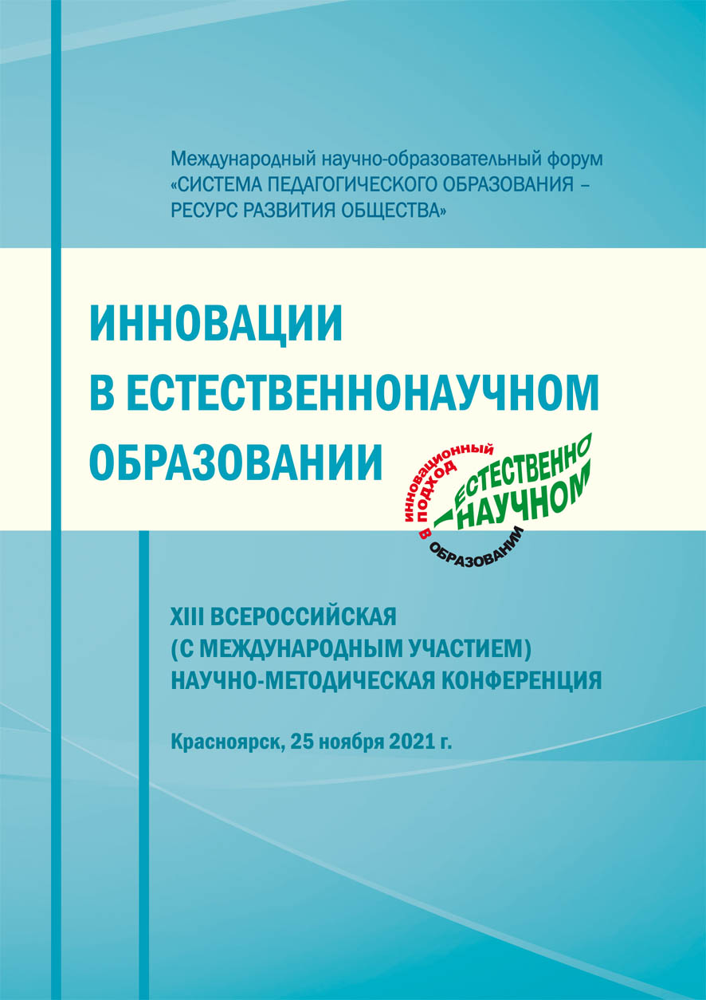 Международный научно-образовательный форум
«СИСТЕМА ПЕДАГОГИЧЕСКОГО ОБРАЗОВАНИЯ –
РЕСУРС РАЗВИТИЯ ОБЩЕСТВА»
ИННОВАЦИИ
В ЕСТЕСТВЕННОНАУЧНОМ
ОБРАЗОВАНИИ
ИННОВАЦИОННЫЙ
ПОДХОД
В
ЕСТЕСТВЕННО
НАУЧНОМ
ОБРАЗОВАНИИ
XIII ВСЕРОССИЙСКАЯ
(С МЕЖДУНАРОДНЫМ УЧАСТИЕМ)
НАУЧНО-МЕТОДИЧЕСКАЯ КОНФЕРЕНЦИЯ
Красноярск, 25 ноября 2021 г.